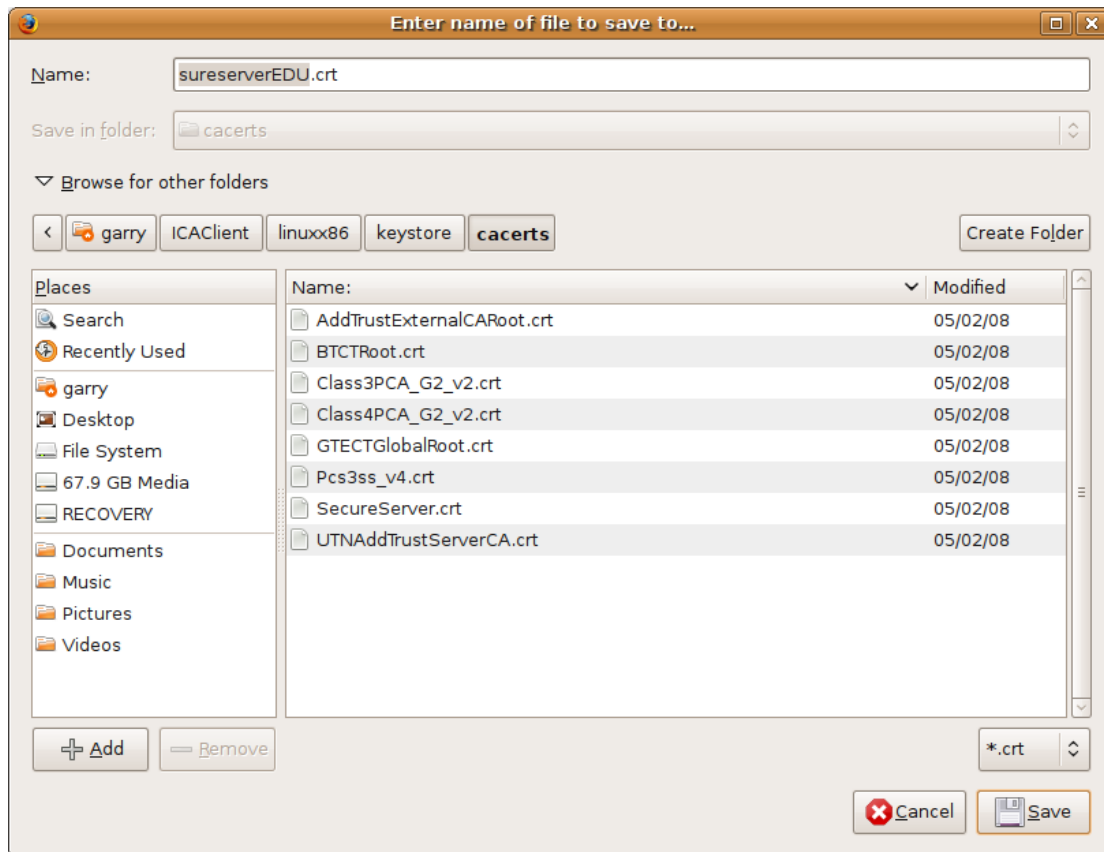 Enter name of file to save to...
Name: sureserverEDU.crt
Save in folder: cacerts
Browse for other folders
garry ICAClient linuxx86 keystore cacerts Create Folder
Places Name: Modified
Search AddTrustExternalCARoot.crt 05/02/08
Recently Used BTCTRoot.crt 05/02/08
garry Class3PCA_G2_v2.crt 05/02/08
Desktop Class4PCA_G2_v2.crt 05/02/08
File System GTECTGlobalRoot.crt 05/02/08
67.9 GB Media Pcs3ss_v4.crt 05/02/08
RECOVERY SecureServer.crt 05/02/08
Documents UTNAddTrustServerCA.crt 05/02/08
Music
Pictures
Videos
Add Remove *.crt
Cancel Save